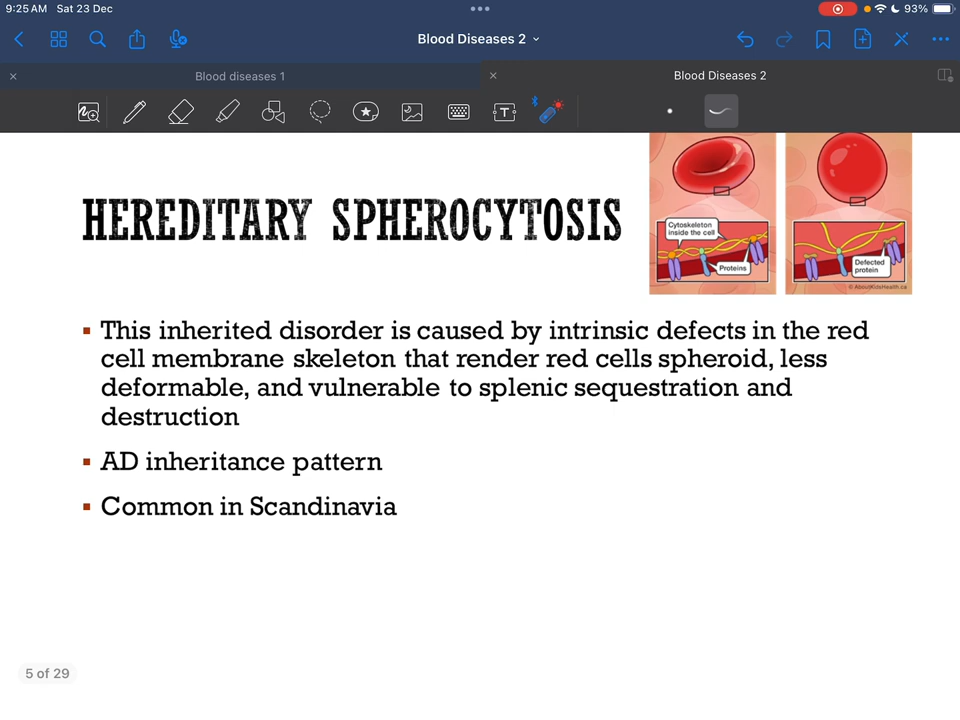 9:25 AM Sat 23 Dec
93%
Blood Diseases 2
Blood diseases 1
Blood Diseases 2
T
HEREDITARY SPHEROCYTOSIS
Cytoskeleton
inside the cell
Proteins
Defected
protein
© AboutKidsHealth.ca
▪ This inherited disorder is caused by intrinsic defects in the red
cell membrane skeleton that render red cells spheroid, less
deformable, and vulnerable to splenic sequestration and
destruction
▪ AD inheritance pattern
▪ Common in Scandinavia
5 of 29